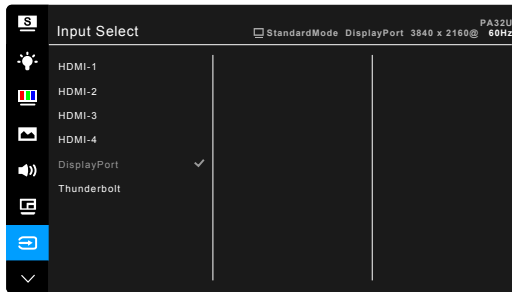 S
Input Select
PA32U
StandardMode DisplayPort 3840 x 2160@ 60Hz
HDMI-1
HDMI-2
HDMI-3
HDMI-4
DisplayPort
Thunderbolt